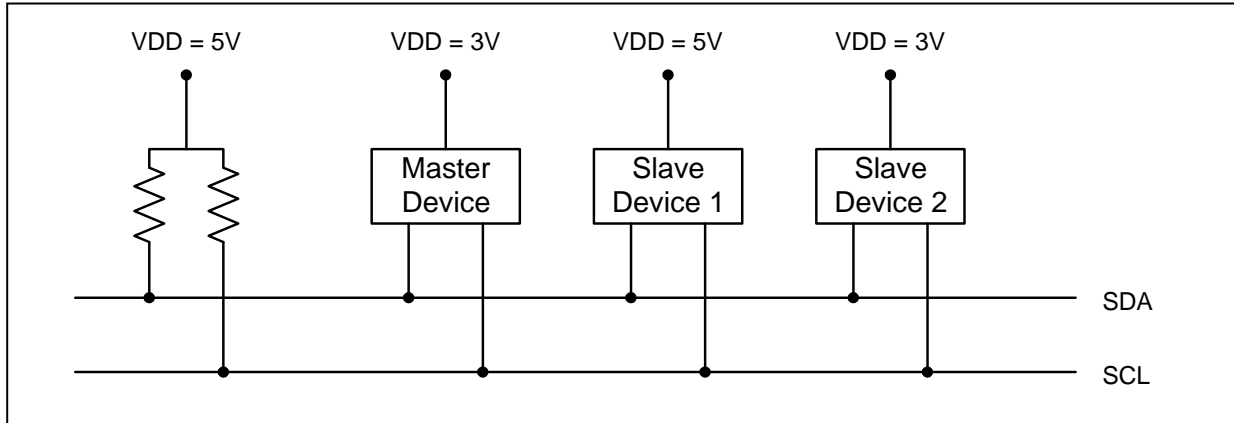 VDD = 5V
VDD = 3V
VDD = 5V
VDD = 3V
Master
Device
Slave
Device 1
Slave
Device 2
SDA
SCL